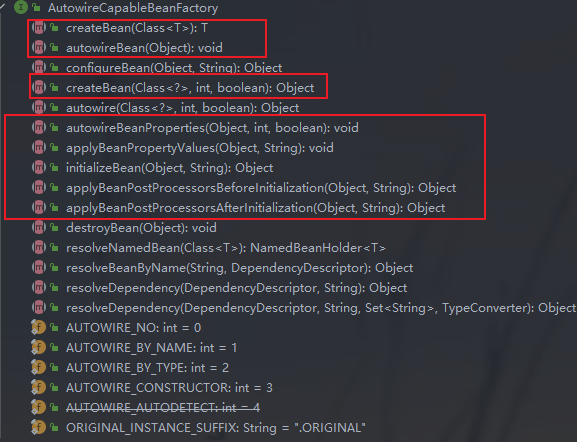 AutowireCapableBeanFactory
createBean(Class<T>): T
autowireBean(Object): void
configureBean(Object, String): Object
createBean(Class<?>, int, boolean): Object
autowire(Class<?>, int, boolean): Object
autowireBeanProperties(Object, int, boolean): void
applyBeanPropertyValues(Object, String): void
initializeBean(Object, String): Object
applyBeanPostProcessorsBeforeInitialization(Object, String): Object
applyBeanPostProcessorsAfterInitialization(Object, String): Object
destroyBean(Object): void
resolveNamedBean(Class<T>): NamedBeanHolder<T>
resolveBeanByName(String, DependencyDescriptor): Object
resolveDependency(DependencyDescriptor, String): Object
resolveDependency(DependencyDescriptor, String, Set<String>, TypeConverter): Object
AUTOWIRE_NO: int = 0
AUTOWIRE_BY_NAME: int = 1
AUTOWIRE_BY_TYPE: int = 2
AUTOWIRE_CONSTRUCTOR: int = 3
AUTOWIRE_AUTODETECT: int = 4
ORIGINAL_INSTANCE_SUFFIX: String = ".ORIGINAL"